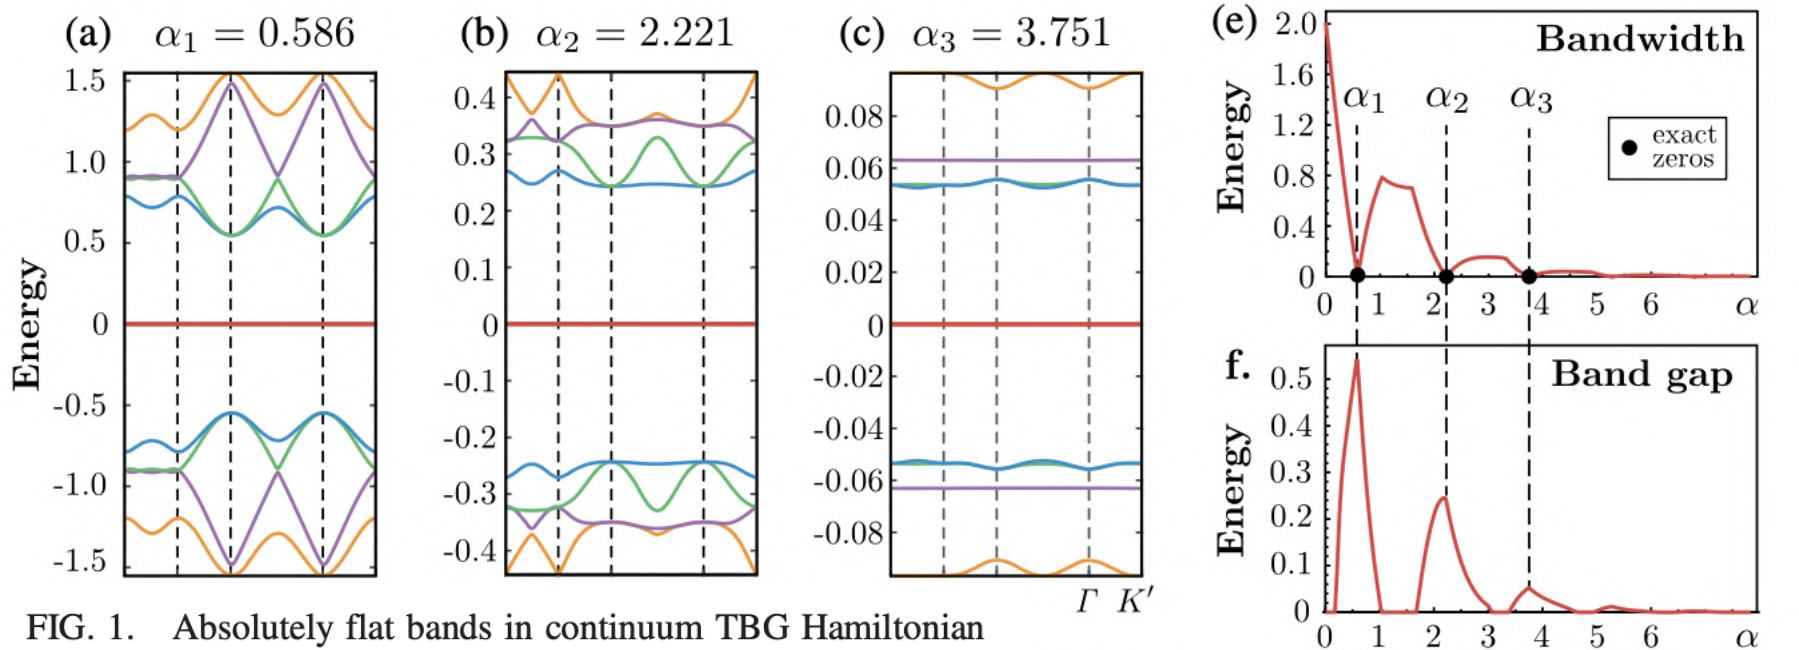 (a) α₁ = 0.586
1.5
1.0
0.5
0
-0.5
-1.0
-1.5
Energy
(b) α₂ = 2.221
0.4
0.3
0.2
0.1
0
-0.1
-0.2
-0.3
-0.4
(c) α₃ = 3.751
0.08
0.06
0.04
0.02
0
-0.02
-0.04
-0.06
-0.08
Γ K′
(e)
Bandwidth
Energy
2.0
1.6
1.2
0.8
0.4
0
α₁ α₂ α₃
exact
zeros
0 1 2 3 4 5 6 α
f.
Band gap
Energy
0.5
0.4
0.3
0.2
0.1
0
0 1 2 3 4 5 6 α
FIG. 1. Absolutely flat bands in continuum TBG Hamiltonian